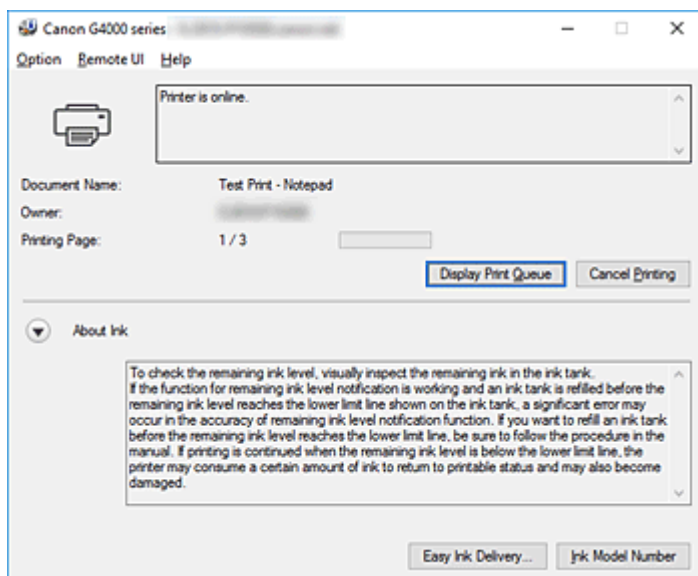 Canon G4000 series
Option Remote UI Help
Printer is online.
Document Name: Test Print - Notepad
Owner:
Printing Page: 1 / 3
Display Print Queue Cancel Printing
About Ink
To check the remaining ink level, visually inspect the remaining ink in the ink tank.
If the function for remaining ink level notification is working and an ink tank is refilled before the
remaining ink level reaches the lower limit line shown on the ink tank, a significant error may
occur in the accuracy of remaining ink level notification function. If you want to refill an ink tank
before the remaining ink level reaches the lower limit line, be sure to follow the procedure in the
manual. If printing is continued when the remaining ink level is below the lower limit line, the
printer may consume a certain amount of ink to return to printable status and may also become
damaged.
Easy Ink Delivery... Ink Model Number